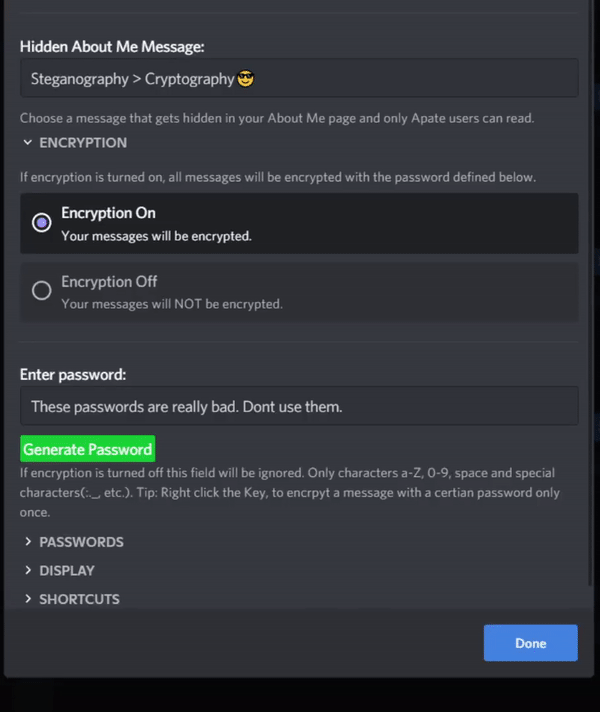 Hidden About Me Message:
Steganography > Cryptography😎
Choose a message that gets hidden in your About Me page and only Apate users can read.
ENCRYPTION
If encryption is turned on, all messages will be encrypted with the password defined below.
Encryption On
Your messages will be encrypted.
Encryption Off
Your messages will NOT be encrypted.
Enter password:
These passwords are really bad. Dont use them.
Generate Password
If encryption is turned off this field will be ignored. Only characters a-Z, 0-9, space and special
characters(:._, etc.). Tip: Right click the Key, to encrpyt a message with a certian password only
once.
PASSWORDS
DISPLAY
SHORTCUTS
Done